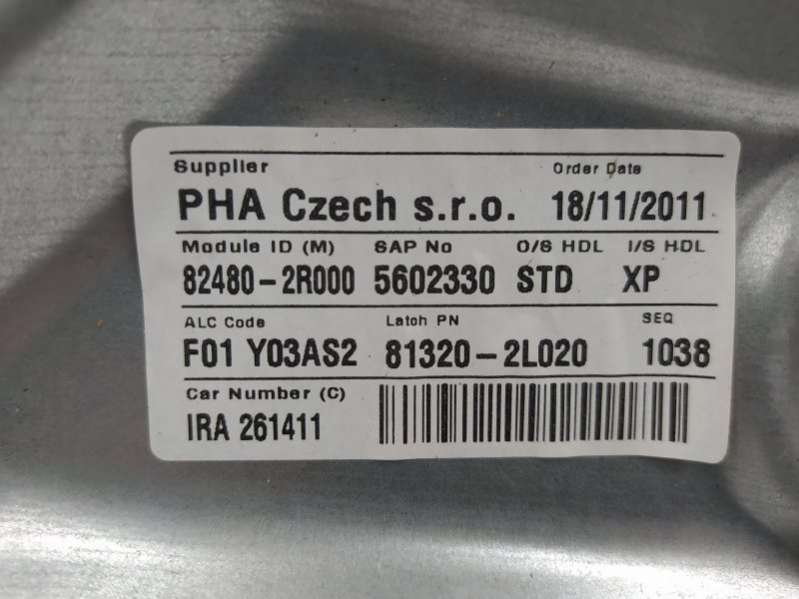 Supplier Order Date
PHA Czech s.r.o. 18/11/2011
Module ID (M) SAP No O/S HDL I/S HDL
82480-2R000 5602330 STD XP
ALC Code Latch PN SEQ
F01 Y03AS2 81320-2L020 1038
Car Number (C)
IRA 261411